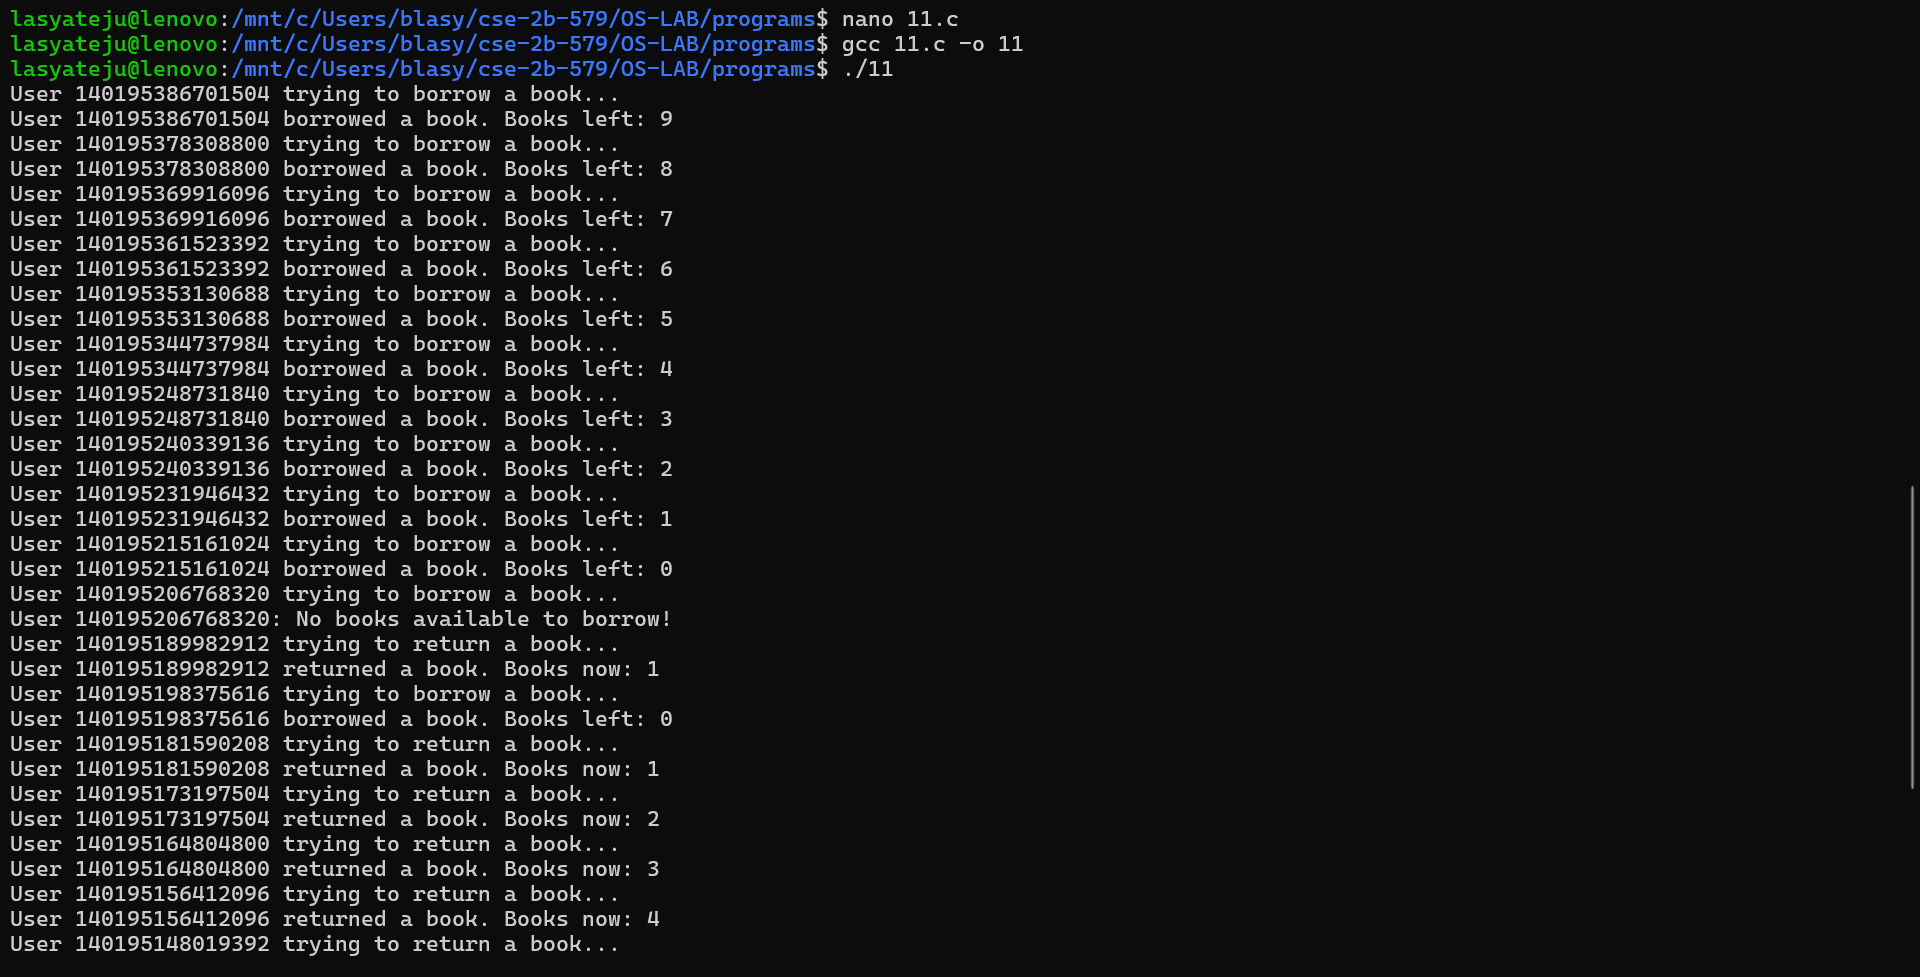 lasyateju@lenovo:/mnt/c/Users/blasy/cse-2b-579/OS-LAB/programs$ nano 11.c
lasyateju@lenovo:/mnt/c/Users/blasy/cse-2b-579/OS-LAB/programs$ gcc 11.c -o 11
lasyateju@lenovo:/mnt/c/Users/blasy/cse-2b-579/OS-LAB/programs$ ./11
User 140195386701504 trying to borrow a book...
User 140195386701504 borrowed a book. Books left: 9
User 140195378308800 trying to borrow a book...
User 140195378308800 borrowed a book. Books left: 8
User 140195369916096 trying to borrow a book...
User 140195369916096 borrowed a book. Books left: 7
User 140195361523392 trying to borrow a book...
User 140195361523392 borrowed a book. Books left: 6
User 140195353130688 trying to borrow a book...
User 140195353130688 borrowed a book. Books left: 5
User 140195344737984 trying to borrow a book...
User 140195344737984 borrowed a book. Books left: 4
User 140195248731840 trying to borrow a book...
User 140195248731840 borrowed a book. Books left: 3
User 140195240339136 trying to borrow a book...
User 140195240339136 borrowed a book. Books left: 2
User 140195231946432 trying to borrow a book...
User 140195231946432 borrowed a book. Books left: 1
User 140195215161024 trying to borrow a book...
User 140195215161024 borrowed a book. Books left: 0
User 140195206768320 trying to borrow a book...
User 140195206768320: No books available to borrow!
User 140195189982912 trying to return a book...
User 140195189982912 returned a book. Books now: 1
User 140195198375616 trying to borrow a book...
User 140195198375616 borrowed a book. Books left: 0
User 140195181590208 trying to return a book...
User 140195181590208 returned a book. Books now: 1
User 140195173197504 trying to return a book...
User 140195173197504 returned a book. Books now: 2
User 140195164804800 trying to return a book...
User 140195164804800 returned a book. Books now: 3
User 140195156412096 trying to return a book...
User 140195156412096 returned a book. Books now: 4
User 140195148019392 trying to return a book...